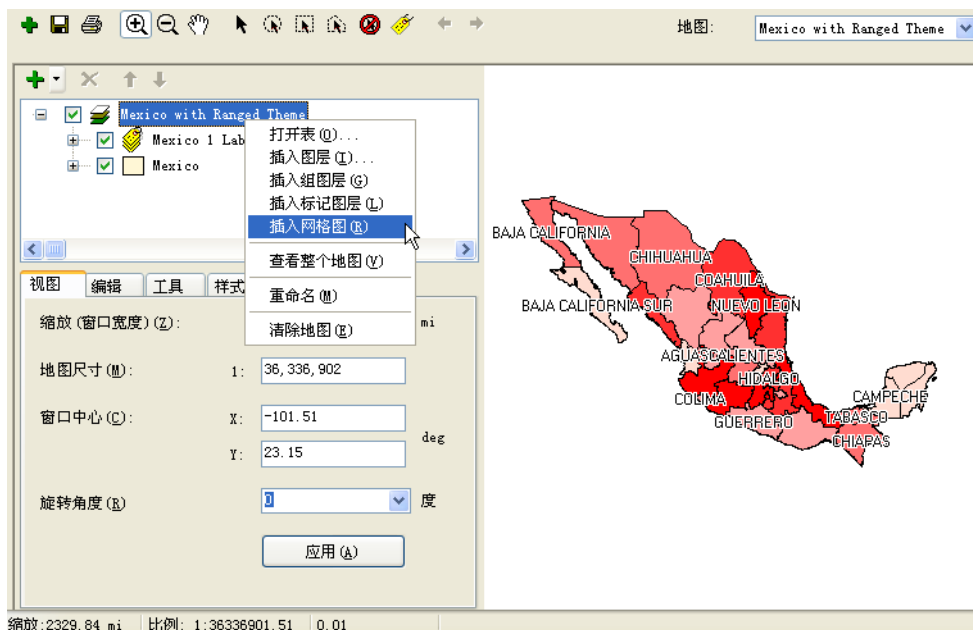 地图: Mexico with Ranged Theme
Mexico with Ranged Theme
Mexico 1 Lab
Mexico
打开表(O)...
插入图层(I)...
插入组图层(G)
插入标记图层(L)
插入网格图(R)
查看整个地图(V)
重命名(M)
清除地图(E)
视图 编辑 工具 样式
缩放(窗口宽度)(Z): mi
地图尺寸(M): 1: 36,336,902
窗口中心(C): X: -101.51
deg
Y: 23.15
旋转角度(R) 0 度
应用(A)
BAJA CALIFORNIA
CHIHUAHUA
COAHUILA
BAJA CALIFORNIA SUR NUEVO LEON
AGUASCALIENTES
HIDALGO
COLIMA CAMPECHE
GUERRERO TABASCO
CHIAPAS
缩放:2329.84 mi 比例: 1:36336901.51 0.01